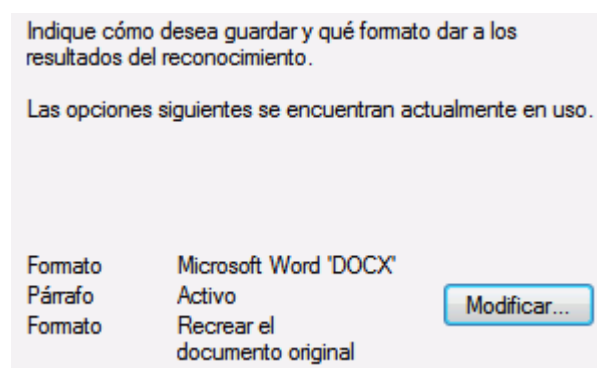 Indique cómo desea guardar y qué formato dar a los
resultados del reconocimiento.
Las opciones siguientes se encuentran actualmente en uso.
Formato Microsoft Word 'DOCX'
Párrafo Activo
Modificar...
Formato Recrear el
documento original